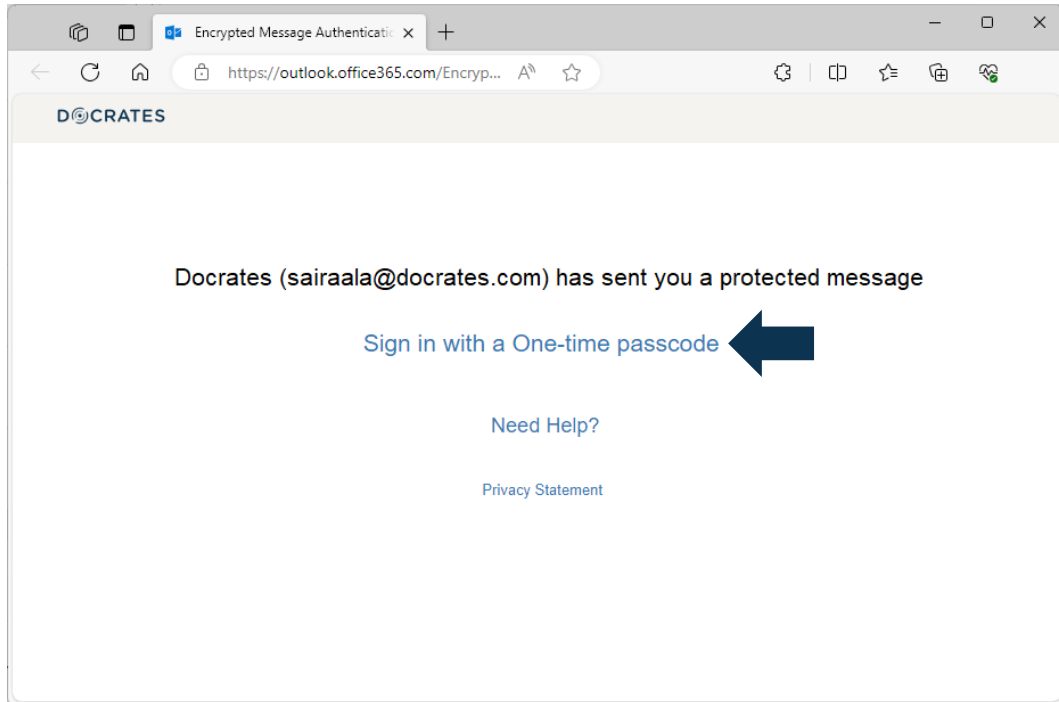 Encrypted Message Authenticatic
https://outlook.office365.com/Encryp...
DOCRATES
Docrates (sairaala@docrates.com) has sent you a protected message
Sign in with a One-time passcode
Need Help?
Privacy Statement